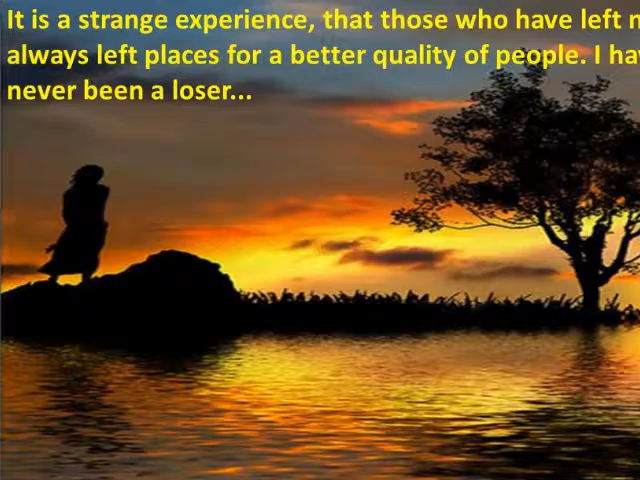 It is a strange experience, that those who have left
always left places for a better quality of people. I
never been a loser...